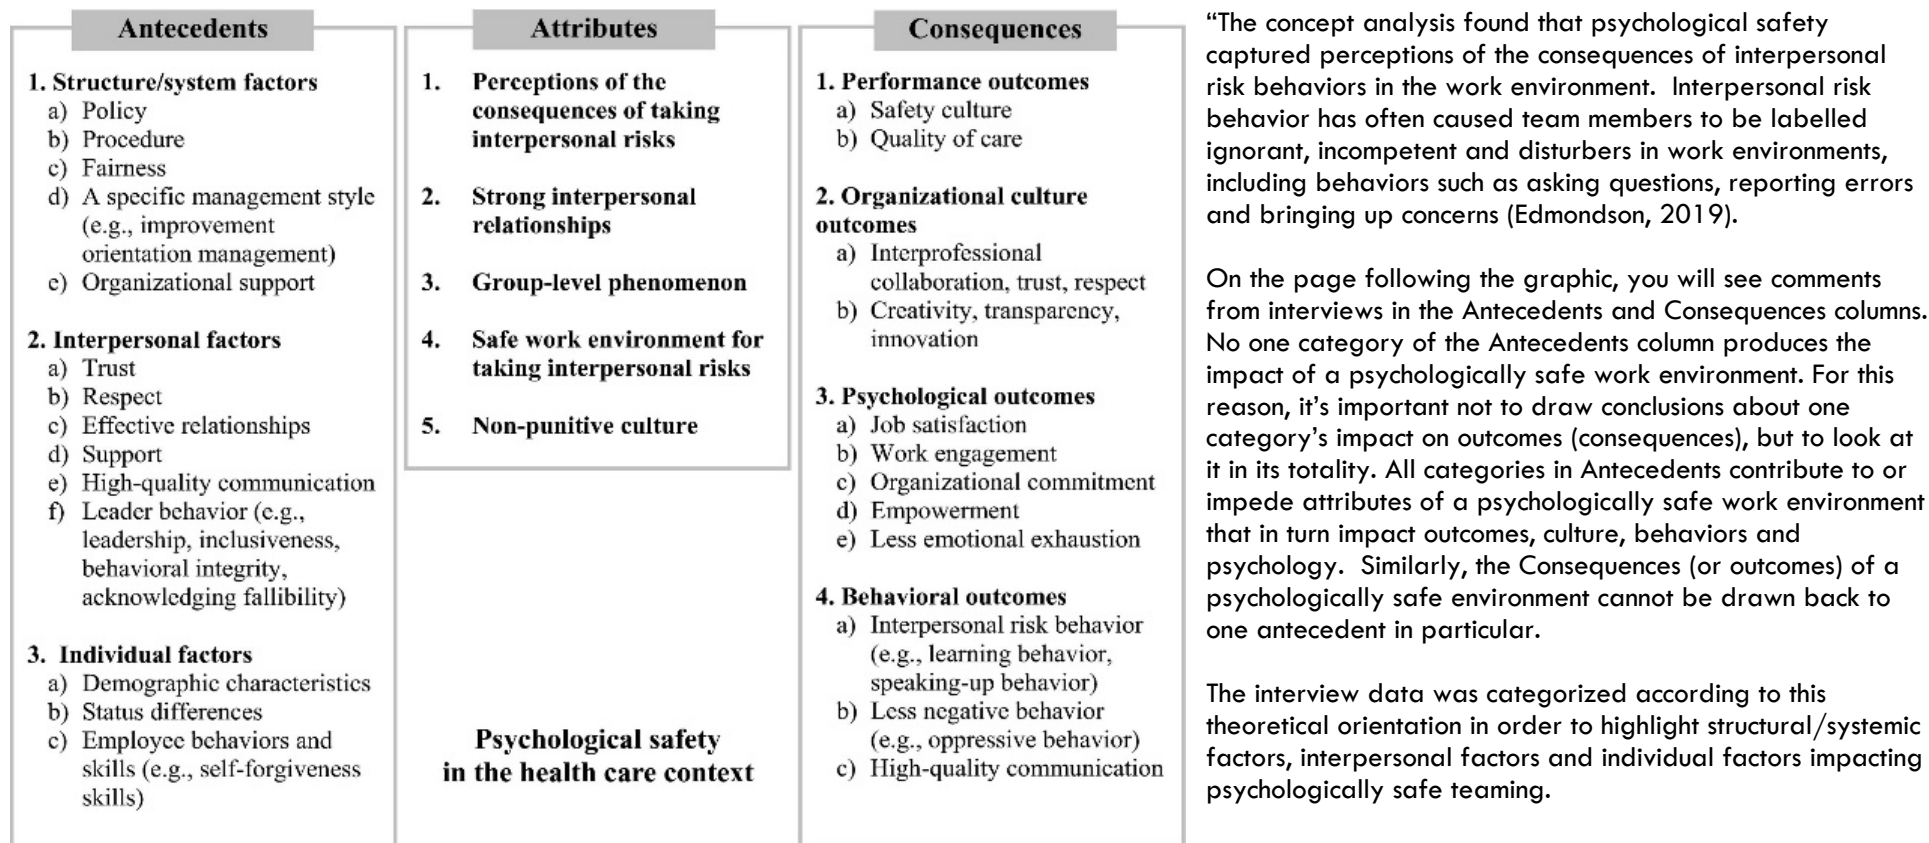 Antecedents
1. Structure/system factors
a) Policy
b) Procedure
c) Fairness
d) A specific management style
(e.g., improvement
orientation management)
e) Organizational support
2. Interpersonal factors
a) Trust
b) Respect
c) Effective relationships
d) Support
e) High-quality communication
f) Leader behavior (e.g.,
leadership, inclusiveness,
behavioral integrity,
acknowledging fallibility)
3. Individual factors
a) Demographic characteristics
b) Status differences
c) Employee behaviors and
skills (e.g., self-forgiveness
skills)
Attributes
1. Perceptions of the
consequences of taking
interpersonal risks
2. Strong interpersonal
relationships
3. Group-level phenomenon
4. Safe work environment for
taking interpersonal risks
5. Non-punitive culture
Psychological safety
in the health care context
Consequences
1. Performance outcomes
a) Safety culture
b) Quality of care
2. Organizational culture
outcomes
a) Interprofessional
collaboration, trust, respect
b) Creativity, transparency,
innovation
3. Psychological outcomes
a) Job satisfaction
b) Work engagement
c) Organizational commitment
d) Empowerment
e) Less emotional exhaustion
4. Behavioral outcomes
a) Interpersonal risk behavior
(e.g., learning behavior,
speaking-up behavior)
b) Less negative behavior
(e.g., oppressive behavior)
c) High-quality communication
“The concept analysis found that psychological safety
captured perceptions of the consequences of interpersonal
risk behaviors in the work environment. Interpersonal risk
behavior has often caused team members to be labelled
ignorant, incompetent and disturbers in work environments,
including behaviors such as asking questions, reporting errors
and bringing up concerns (Edmondson, 2019).
On the page following the graphic, you will see comments
from interviews in the Antecedents and Consequences columns.
No one category of the Antecedents column produces the
impact of a psychologically safe work environment. For this
reason, it’s important not to draw conclusions about one
category’s impact on outcomes (consequences), but to look at
it in its totality. All categories in Antecedents contribute to or
impede attributes of a psychologically safe work environment
that in turn impact outcomes, culture, behaviors and
psychology. Similarly, the Consequences (or outcomes) of a
psychologically safe environment cannot be drawn back to
one antecedent in particular.
The interview data was categorized according to this
theoretical orientation in order to highlight structural/systemic
factors, interpersonal factors and individual factors impacting
psychologically safe teaming.